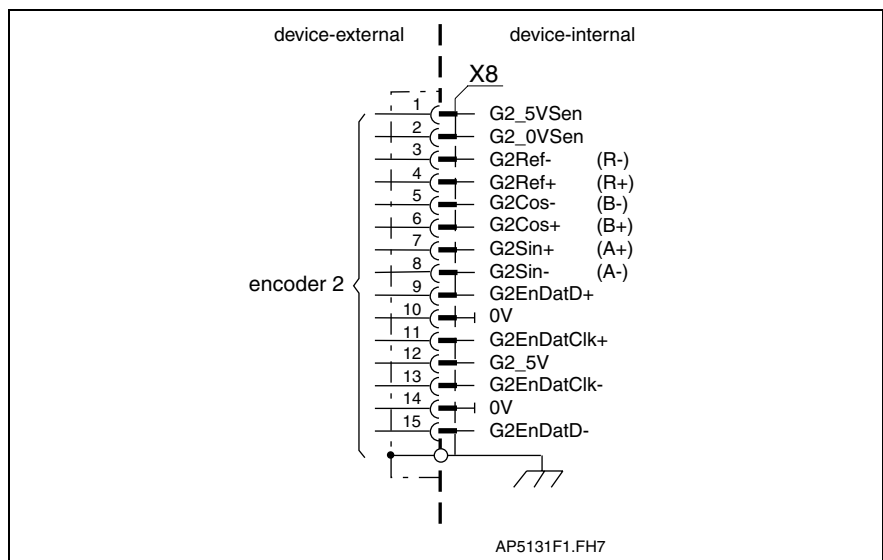 device-external device-internal
X8
1 G2_5VSen
2 G2_0VSen
3 G2Ref- (R-)
4 G2Ref+ (R+)
5 G2Cos- (B-)
6 G2Cos+ (B+)
7 G2Sin+ (A+)
8 G2Sin- (A-)
encoder 2
9 G2EnDatD+
10 0V
11 G2EnDatClk+
12 G2_5V
13 G2EnDatClk-
14 0V
15 G2EnDatD-
AP5131F1.FH7